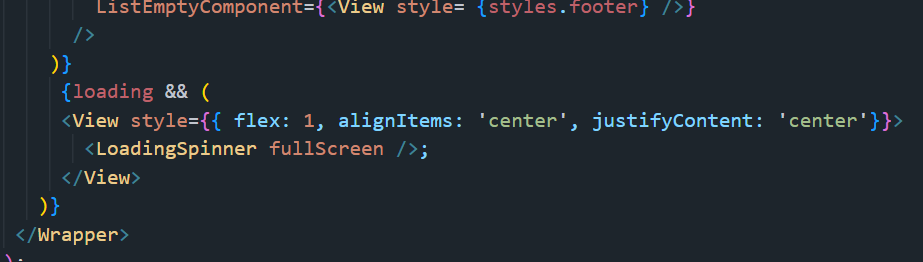 ListEmptyComponent={<View style= {styles.footer} />}
/>
)}
{loading && (
<View style={{ flex: 1, alignItems: 'center', justifyContent: 'center'}}>
<LoadingSpinner fullScreen />;
</View>
)}
</Wrapper>
);